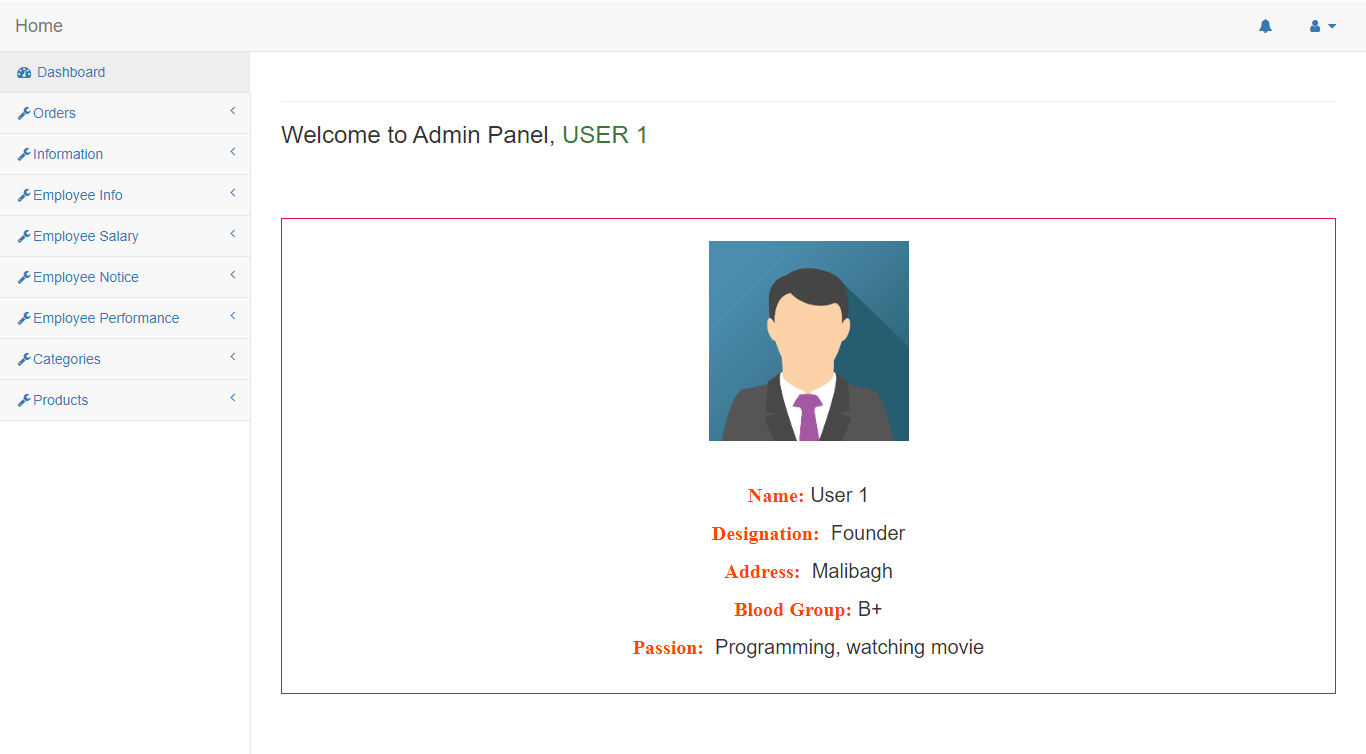 Home
Dashboard
Orders
Information
Employee Info
Employee Salary
Employee Notice
Employee Performance
Categories
Products
Welcome to Admin Panel, USER 1
Name: User 1
Designation: Founder
Address: Malibagh
Blood Group: B+
Passion: Programming, watching movie